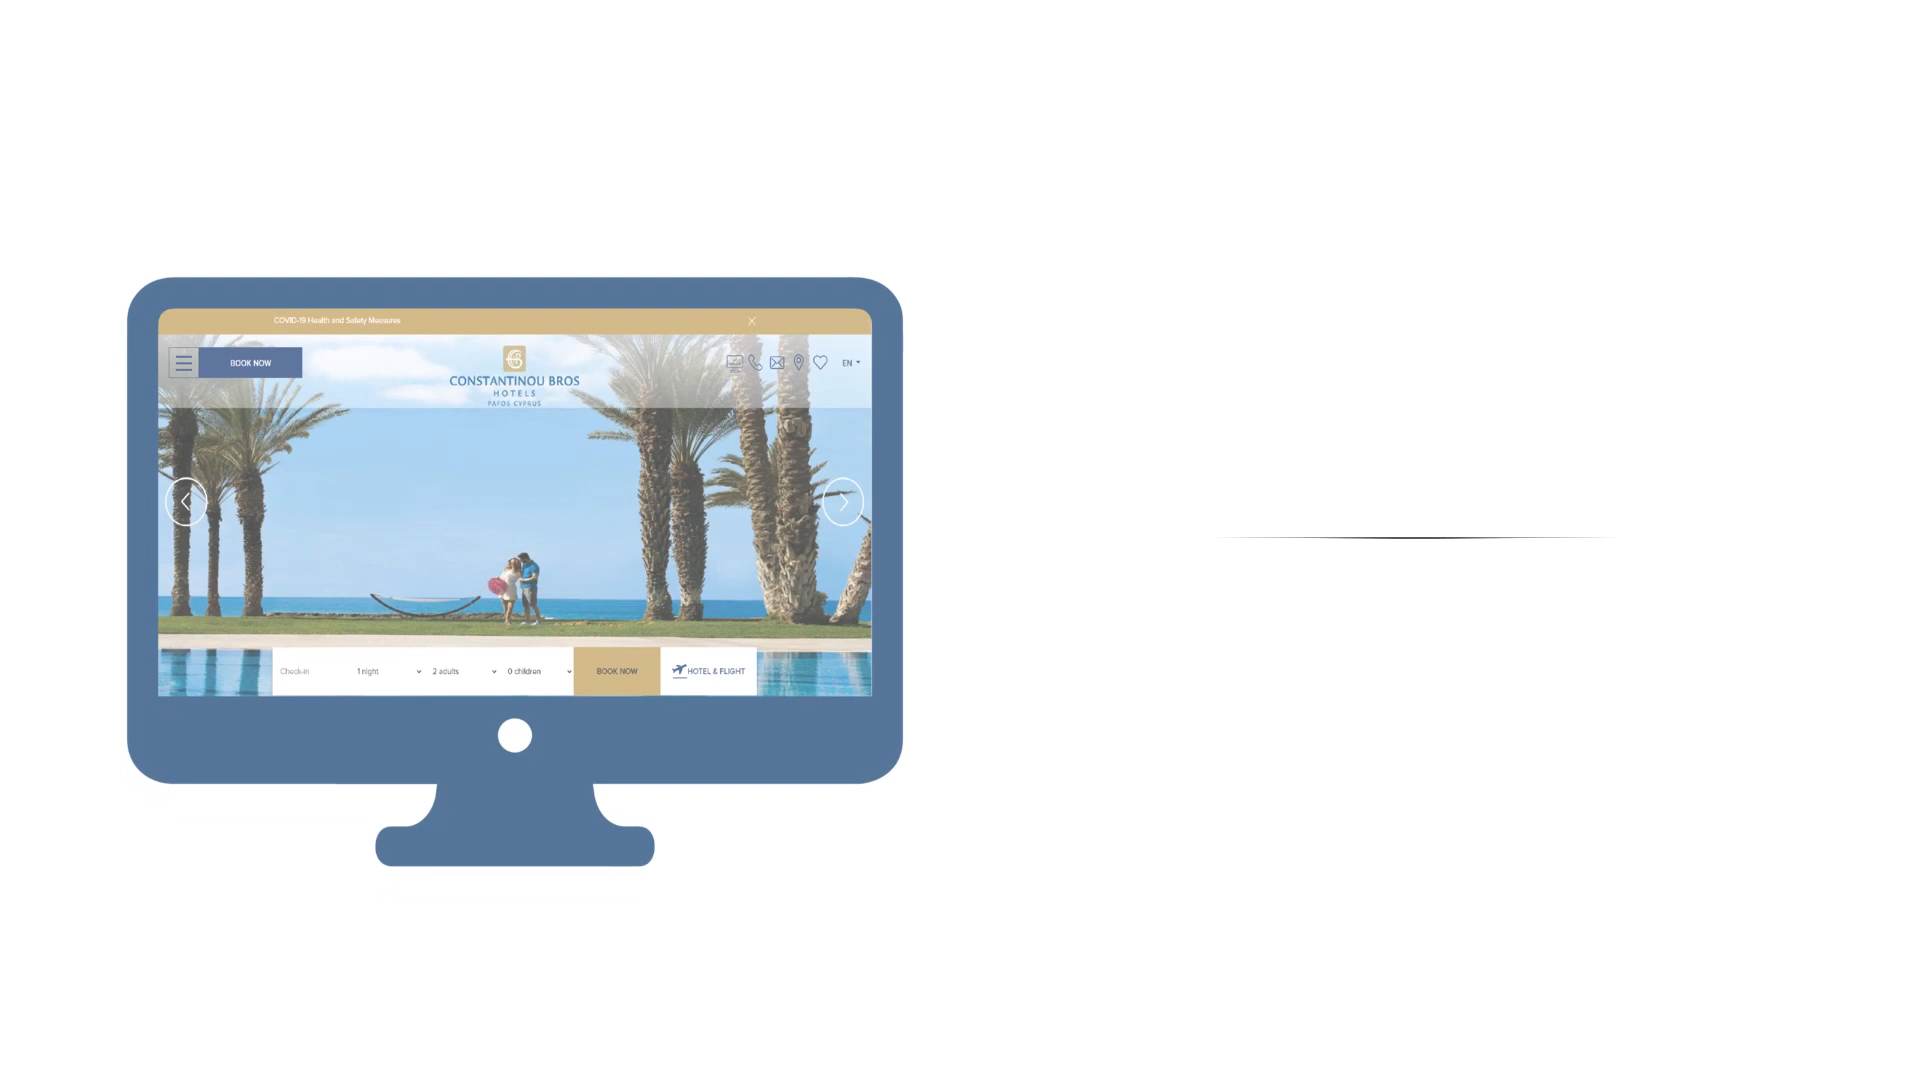 COVID-19 Health and Safety Measures
BOOK NOW
CONSTANTINOU BROS
HOTELS
PAFOS CYPRUS
EN
Check-in 1 night 2 adults 0 children BOOK NOW HOTEL & FLIGHT